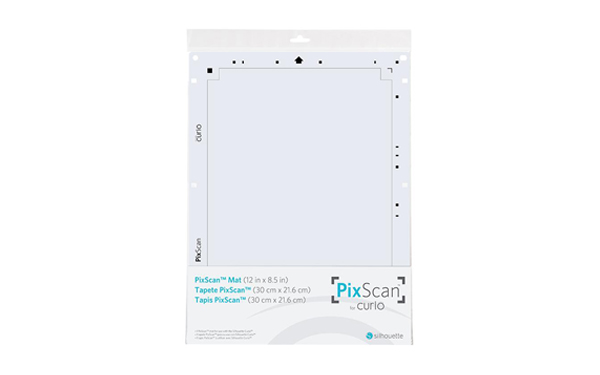 curio
PixScan
PixScan™ Mat (12 in x 8.5 in)
Tapete PixScan™ (30 cm x 21.6 cm)
Tapis PixScan™ (30 cm x 21.6 cm)
PixScan
for curio
silhouette